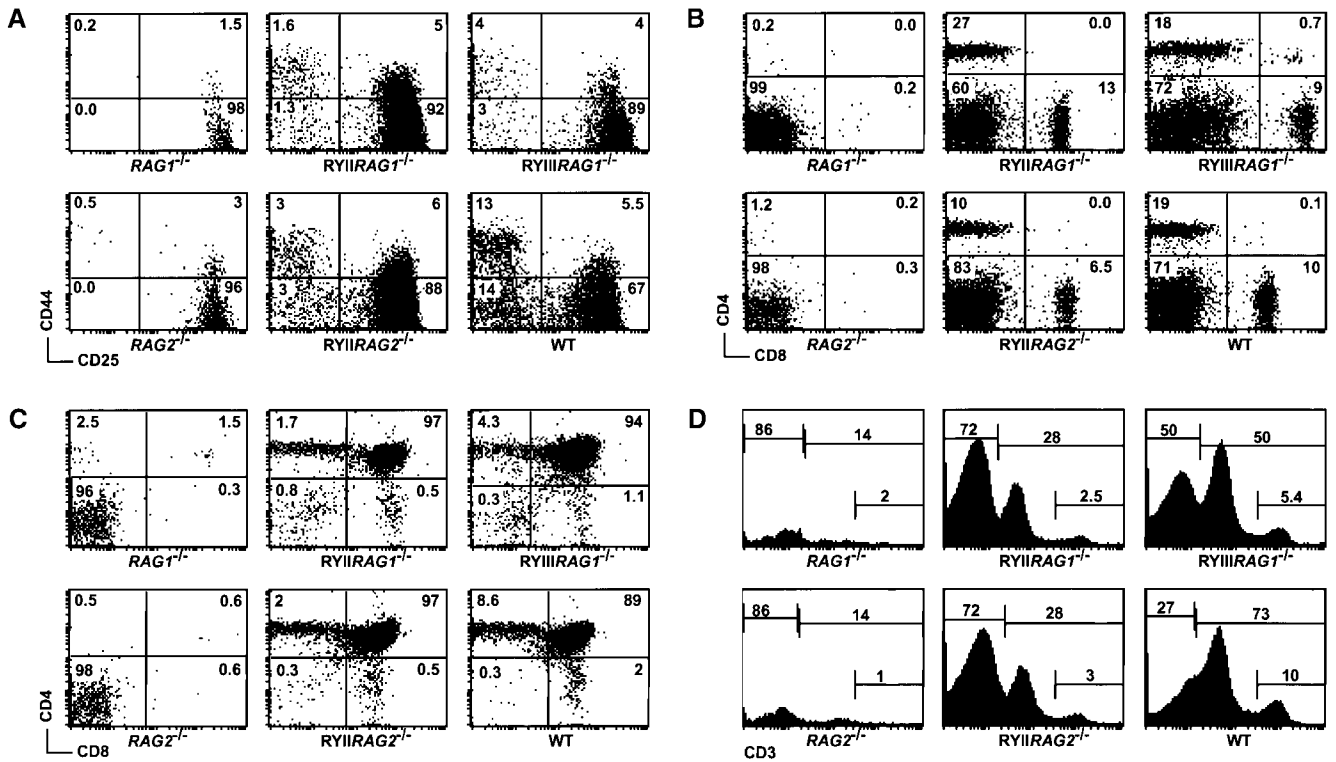 A
0.2 1.5
0.0 98
RAG1-/-
1.6 5
1.3 92
RYIIRAG1-/-
4 4
3 89
RYIIIRAG1-/-
0.5 3
0.0 96
RAG2-/-
3 6
3 88
RYIIRAG2-/-
13 5.5
14 67
WT
CD44
CD25
B
0.2 0.0
99 0.2
RAG1-/-
27 0.0
60 13
RYIIRAG1-/-
18 0.7
72 9
RYIIIRAG1-/-
1.2 0.2
98 0.3
RAG2-/-
10 0.0
83 6.5
RYIIRAG2-/-
19 0.1
71 10
WT
CD4
CD8
C
2.5 1.5
96 0.3
RAG1-/-
1.7 97
0.8 0.5
RYIIRAG1-/-
4.3 94
0.3 1.1
RYIIIRAG1-/-
0.5 0.6
98 0.6
RAG2-/-
2 97
0.3 0.5
RYIIRAG2-/-
8.6 89
0.3 2
WT
CD4
CD8
D
86 14
2
RAG1-/-
72 28
2.5
RYIIRAG1-/-
50 50
5.4
RYIIIRAG1-/-
86 14
1
RAG2-/-
72 28
3
RYIIRAG2-/-
27 73
10
WT
CD3